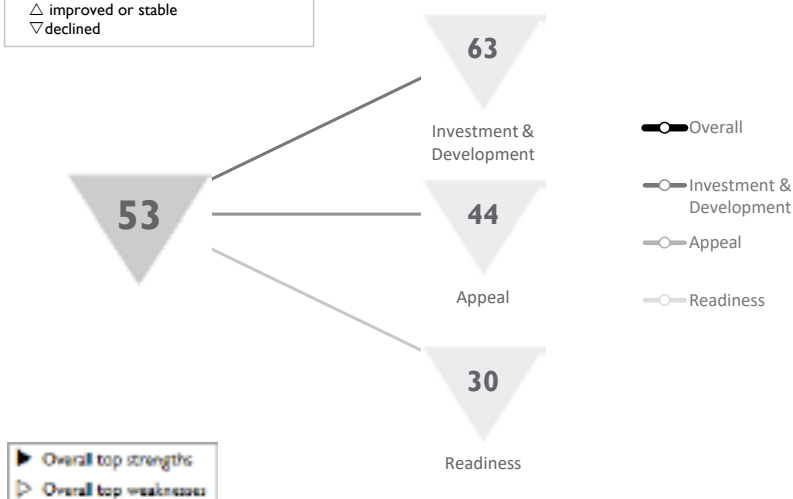 △ improved or stable
▽ declined
63
Investment &
Development
53
44
Appeal
30
Readiness
Overall
Investment &
Development
Appeal
Readiness
▶ Overall top strengths
▷ Overall top weaknesses